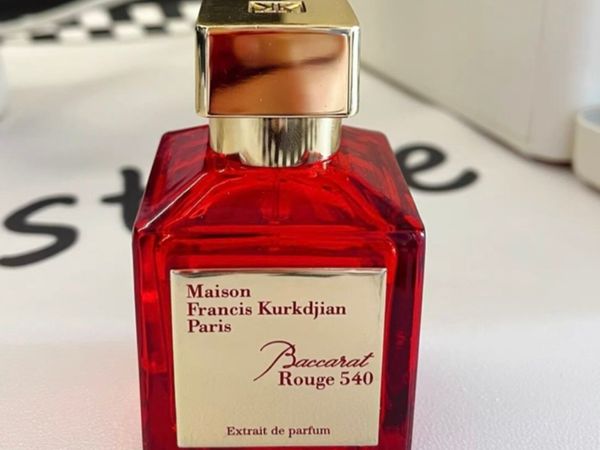 Maison
Francis Kurkdjian
Paris
Baccarat
Rouge 540
Extrait de parfum